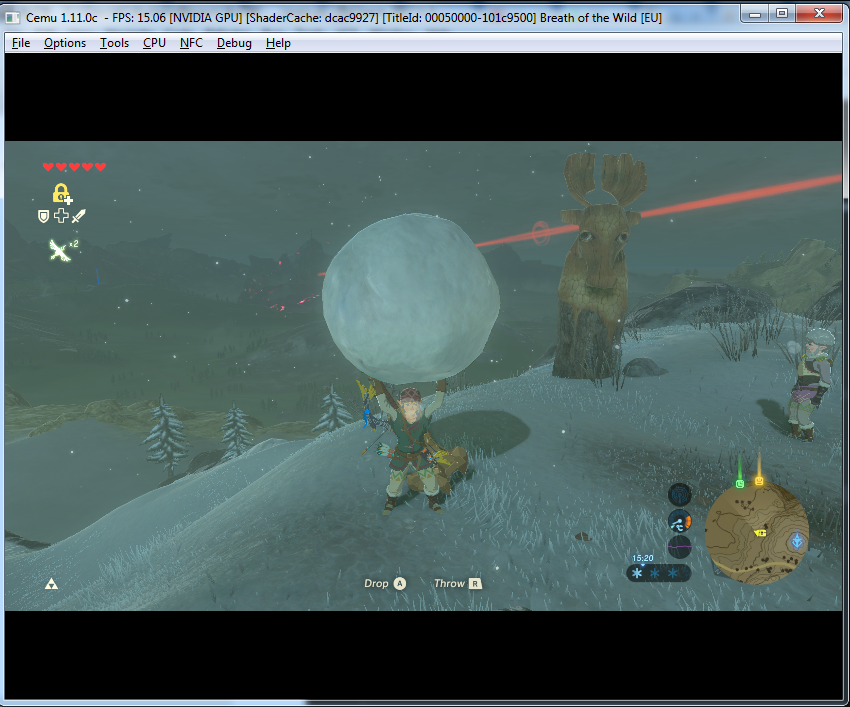 Cemu 1.11.0c - FPS: 15.06 [NVIDIA GPU] [ShaderCache: dcac9927] [TitleId: 00050000-101c9500] Breath of the Wild [EU]
File Options Tools CPU NFC Debug Help
×2
15:20
Drop A Throw R